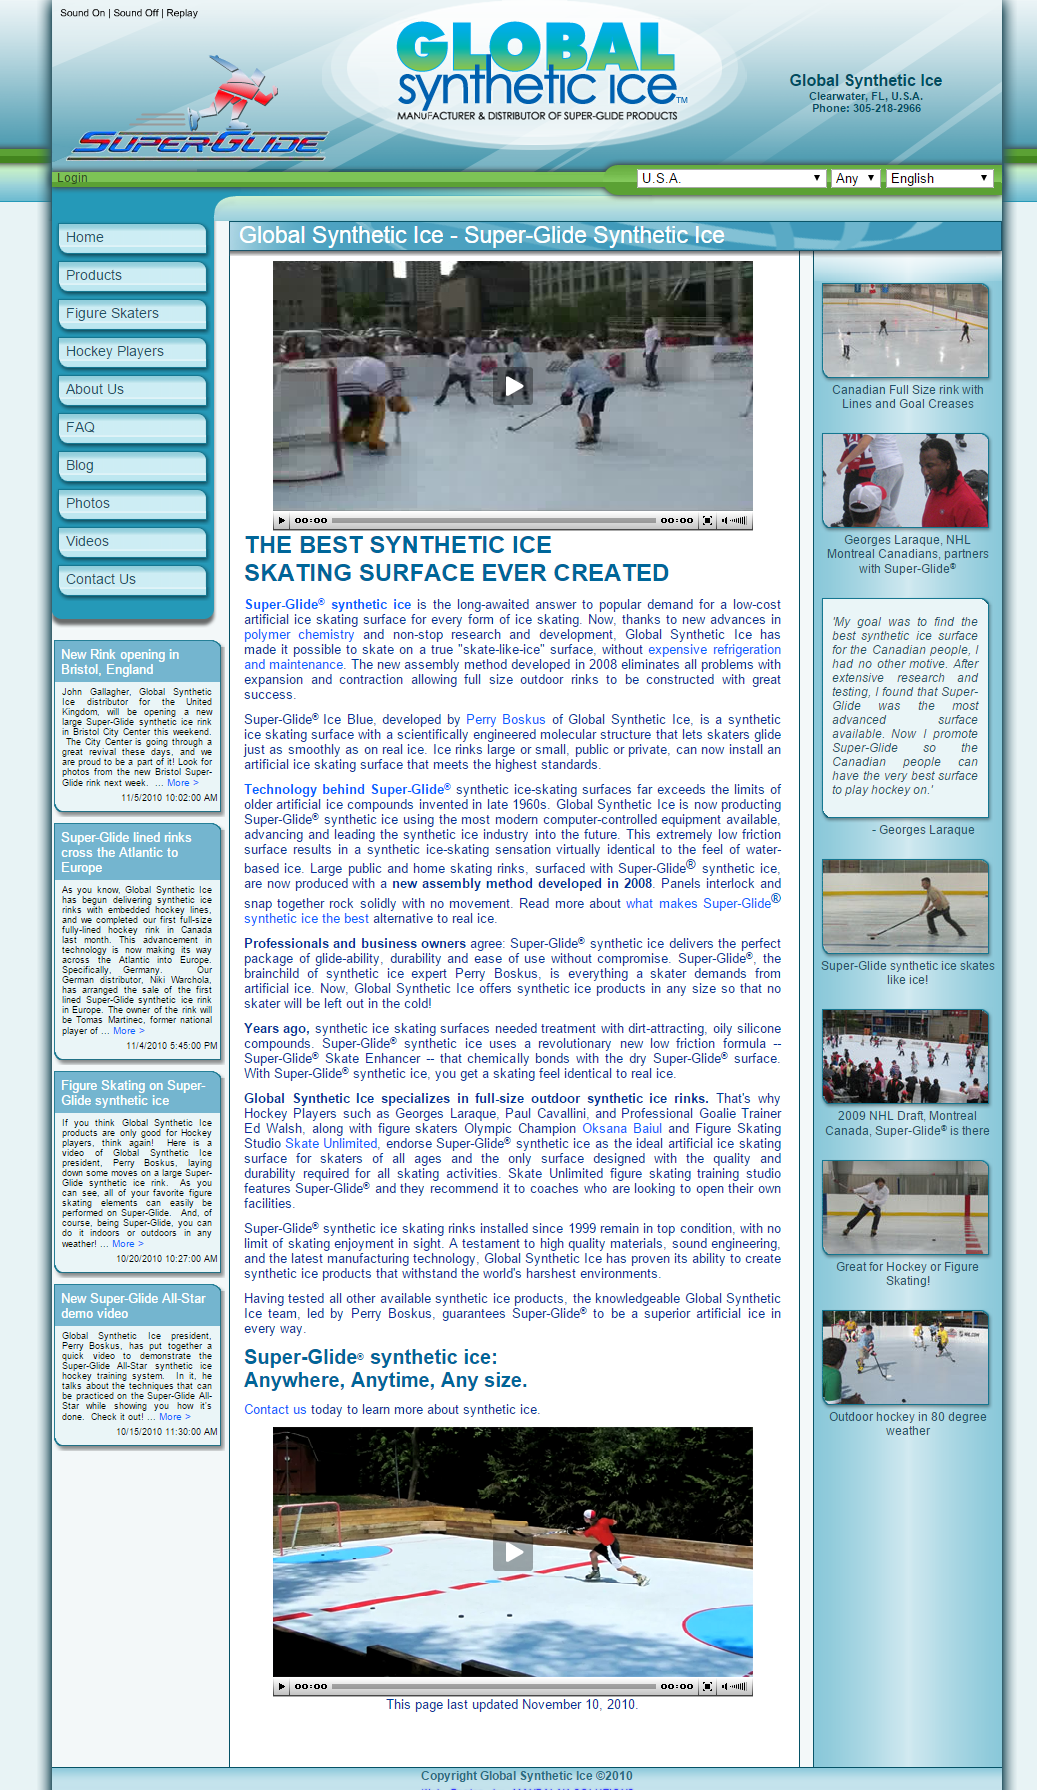 Sound On | Sound Off | Replay
GLOBAL
synthetic ice TM
MANUFACTURER & DISTRIBUTOR OF SUPER-GLIDE PRODUCTS
SUPER-GLIDE
Global Synthetic Ice
Clearwater, FL, U.S.A.
Phone: 305-218-2966
Login
U.S.A.
Any
English
Home
Products
Figure Skaters
Hockey Players
About Us
FAQ
Blog
Photos
Videos
Contact Us
New Rink opening in
Bristol, England
John Gallagher, Global Synthetic
Ice distributor for the United
Kingdom, will be opening a new
large Super-Glide synthetic ice rink
in Bristol City Center this weekend.
The City Center is going through a
great revival these days, and we
are proud to be a part of it! Look for
photos from the new Bristol Super-
Glide rink next week. ... More >
11/5/2010 10:02:00 AM
Super-Glide lined rinks
cross the Atlantic to
Europe
As you know, Global Synthetic Ice
has begun delivering synthetic ice
rinks with embedded hockey lines,
and we completed our first full-size
fully-lined hockey rink in Canada
last month. This advancement in
technology is now making its way
across the Atlantic into Europe.
Specifically, Germany. Our
German distributor, Niki Warchola,
has arranged the sale of the first
lined Super-Glide synthetic ice rink
in Europe. The owner of the rink will
be Tomas Martinec, former national
player of ... More >
11/4/2010 5:45:00 PM
Figure Skating on Super-
Glide synthetic ice
If you think Global Synthetic Ice
products are only good for Hockey
players, think again! Here is a
video of Global Synthetic Ice
president, Perry Boskus, laying
down some moves on a large Super-
Glide synthetic ice rink. As you
can see, all of your favorite figure
skating elements can easily be
performed on Super-Glide. And, of
course, being Super-Glide, you can
do it indoors or outdoors in any
weather! ... More >
10/20/2010 10:27:00 AM
New Super-Glide All-Star
demo video
Global Synthetic Ice president,
Perry Boskus, has put together a
quick video to demonstrate the
Super-Glide All-Star synthetic ice
hockey training system. In it, he
talks about the techniques that can
be practiced on the Super-Glide All-
Star while showing you how it's
done. Check it out! ... More >
10/15/2010 11:30:00 AM
Global Synthetic Ice - Super-Glide Synthetic Ice
00:00 00:00
THE BEST SYNTHETIC ICE
SKATING SURFACE EVER CREATED
Super-Glide® synthetic ice is the long-awaited answer to popular demand for a low-cost
artificial ice skating surface for every form of ice skating. Now, thanks to new advances in
polymer chemistry and non-stop research and development, Global Synthetic Ice has
made it possible to skate on a true "skate-like-ice" surface, without expensive refrigeration
and maintenance. The new assembly method developed in 2008 eliminates all problems with
expansion and contraction allowing full size outdoor rinks to be constructed with great
success.
Super-Glide® Ice Blue, developed by Perry Boskus of Global Synthetic Ice, is a synthetic
ice skating surface with a scientifically engineered molecular structure that lets skaters glide
just as smoothly as on real ice. Ice rinks large or small, public or private, can now install an
artificial ice skating surface that meets the highest standards.
Technology behind Super-Glide® synthetic ice-skating surfaces far exceeds the limits of
older artificial ice compounds invented in late 1960s. Global Synthetic Ice is now producting
Super-Glide® synthetic ice using the most modern computer-controlled equipment available,
advancing and leading the synthetic ice industry into the future. This extremely low friction
surface results in a synthetic ice-skating sensation virtually identical to the feel of water-
based ice. Large public and home skating rinks, surfaced with Super-Glide® synthetic ice,
are now produced with a new assembly method developed in 2008. Panels interlock and
snap together rock solidly with no movement. Read more about what makes Super-Glide®
synthetic ice the best alternative to real ice.
Professionals and business owners agree: Super-Glide® synthetic ice delivers the perfect
package of glide-ability, durability and ease of use without compromise. Super-Glide®, the
brainchild of synthetic ice expert Perry Boskus, is everything a skater demands from
artificial ice. Now, Global Synthetic Ice offers synthetic ice products in any size so that no
skater will be left out in the cold!
Years ago, synthetic ice skating surfaces needed treatment with dirt-attracting, oily silicone
compounds. Super-Glide® synthetic ice uses a revolutionary new low friction formula --
Super-Glide® Skate Enhancer -- that chemically bonds with the dry Super-Glide® surface.
With Super-Glide® synthetic ice, you get a skating feel identical to real ice.
Global Synthetic Ice specializes in full-size outdoor synthetic ice rinks. That's why
Hockey Players such as Georges Laraque, Paul Cavallini, and Professional Goalie Trainer
Ed Walsh, along with figure skaters Olympic Champion Oksana Baiul and Figure Skating
Studio Skate Unlimited, endorse Super-Glide® synthetic ice as the ideal artificial ice skating
surface for skaters of all ages and the only surface designed with the quality and
durability required for all skating activities. Skate Unlimited figure skating training studio
features Super-Glide® and they recommend it to coaches who are looking to open their own
facilities.
Super-Glide® synthetic ice skating rinks installed since 1999 remain in top condition, with no
limit of skating enjoyment in sight. A testament to high quality materials, sound engineering,
and the latest manufacturing technology, Global Synthetic Ice has proven its ability to create
synthetic ice products that withstand the world's harshest environments.
Having tested all other available synthetic ice products, the knowledgeable Global Synthetic
Ice team, led by Perry Boskus, guarantees Super-Glide® to be a superior artificial ice in
every way.
Super-Glide® synthetic ice:
Anywhere, Anytime, Any size.
Contact us today to learn more about synthetic ice.
00:00 00:00
This page last updated November 10, 2010.
Canadian Full Size rink with
Lines and Goal Creases
Georges Laraque, NHL
Montreal Canadians, partners
with Super-Glide®
'My goal was to find the
best synthetic ice surface
for the Canadian people, I
had no other motive. After
extensive research and
testing, I found that Super-
Glide was the most
advanced surface
available. Now I promote
Super-Glide so the
Canadian people can
have the very best surface
to play hockey on.'
- Georges Laraque
Super-Glide synthetic ice skates
like ice!
2009 NHL Draft, Montreal
Canada, Super-Glide® is there
Great for Hockey or Figure
Skating!
Outdoor hockey in 80 degree
weather
Copyright Global Synthetic Ice ©2010